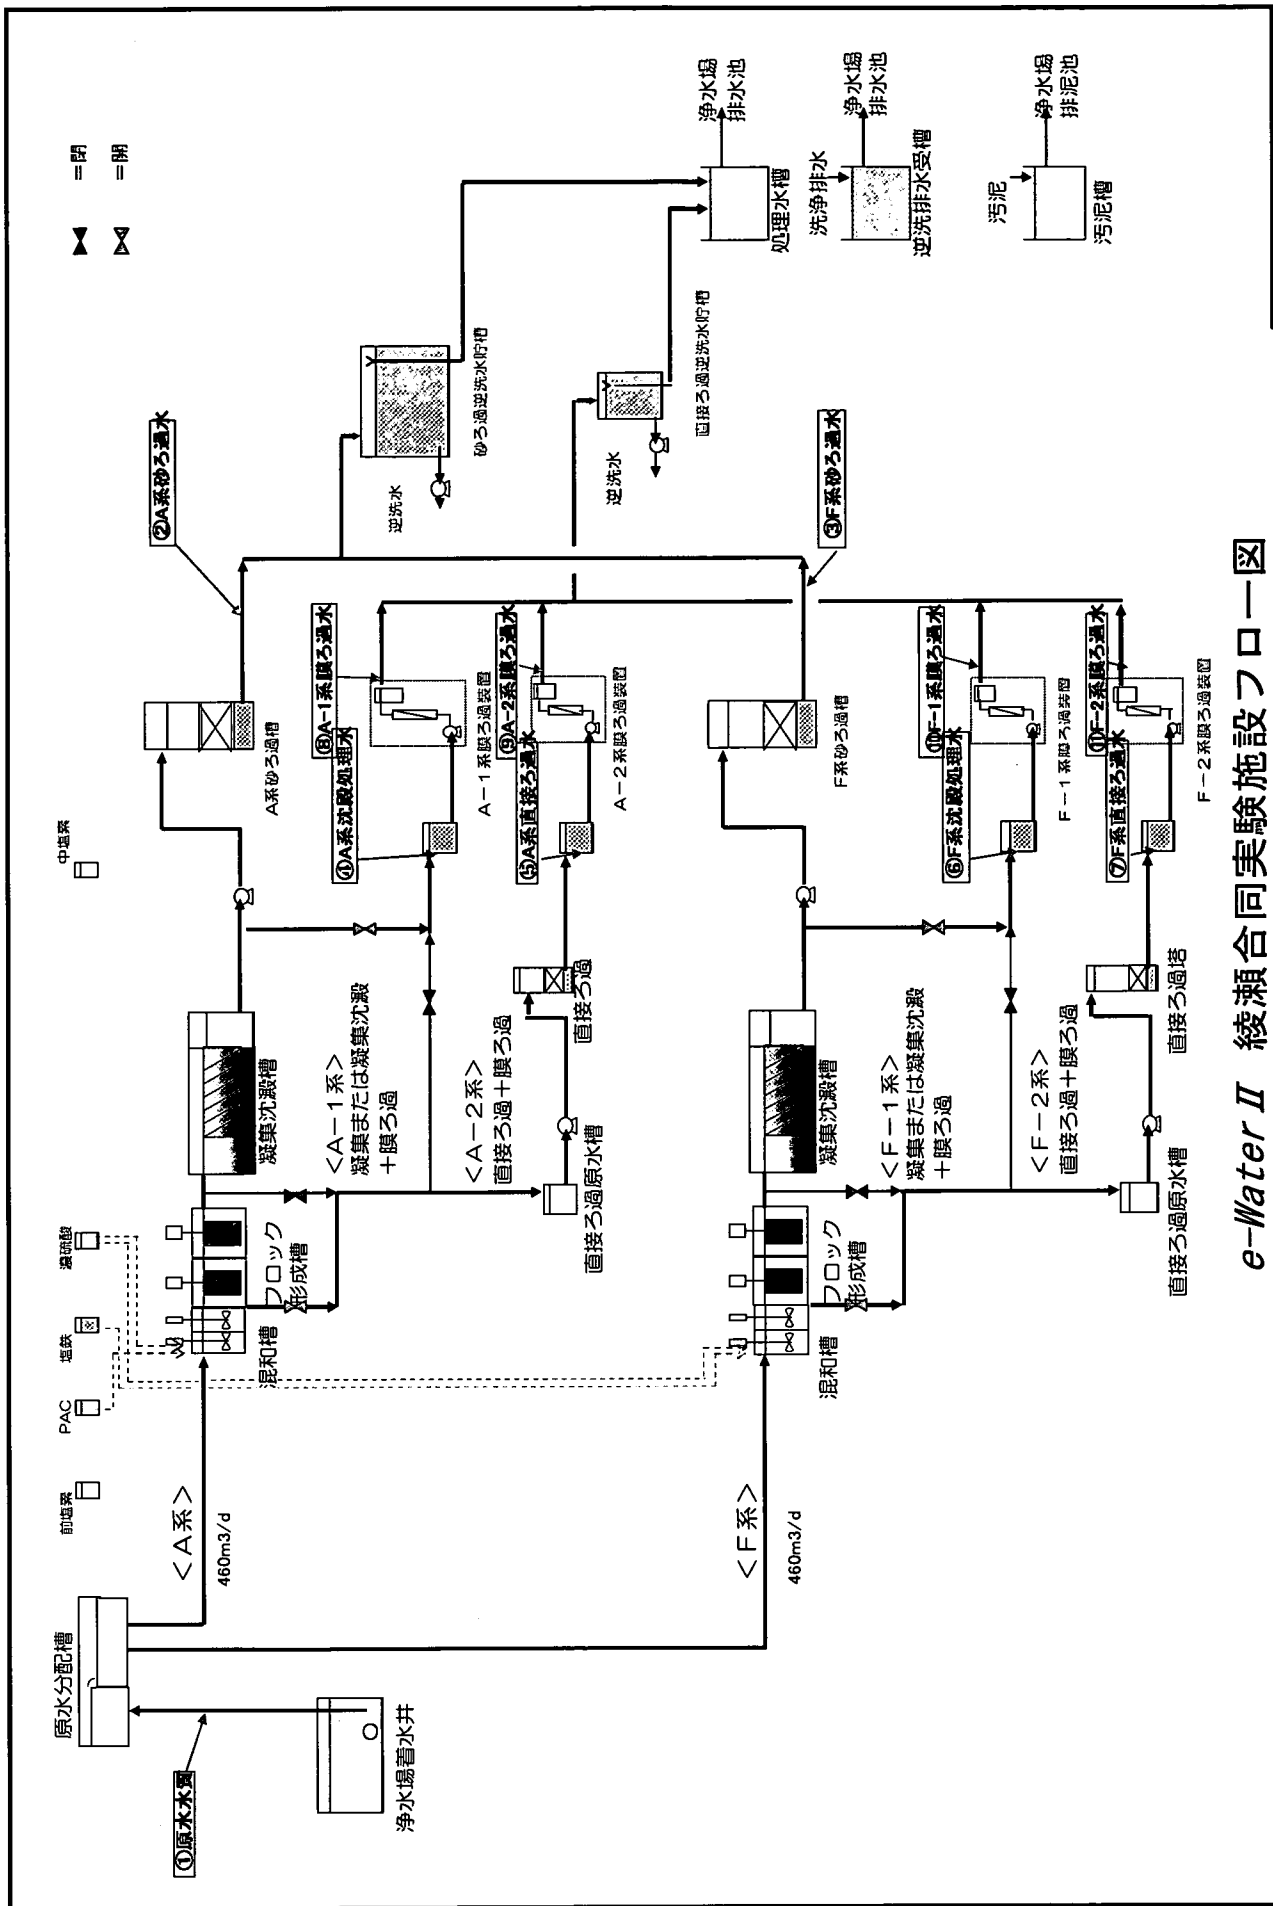 ①原水水質
浄水場着水井
原水分配槽
<A系>
460m3/d
<F系>
460m3/d
前塩素
PAC
塩鉄
濃硫酸
中塩素
混和槽
フロック
形成槽
凝集沈澱槽
<A-1系>
凝集または凝集沈澱
+膜ろ過
<A-2系>
直接ろ過+膜ろ過
直接ろ過原水槽
直接ろ過
A系砂ろ過槽
②A系砂ろ過水
⑧A-1系膜ろ過水
④A系沈殿処理水
A-1系膜ろ過装置
⑨A-2系膜ろ過水
⑤A系直接ろ過水
A-2系膜ろ過装置
混和槽
フロック
形成槽
凝集沈澱槽
<F-1系>
凝集または凝集沈澱
+膜ろ過
<F-2系>
直接ろ過+膜ろ過
直接ろ過原水槽
直接ろ過塔
F系砂ろ過槽
③F系砂ろ過水
⑩F-1系膜ろ過水
⑥F系沈殿処理水
F-1系膜ろ過装置
⑪F-2系膜ろ過水
⑦F系直接ろ過水
F-2系膜ろ過装置
逆洗水
砂ろ過逆洗水貯槽
逆洗水
直接ろ過逆洗水貯槽
=閉
=開
処理水槽
浄水場
排水池
洗浄排水
逆洗排水受槽
浄水場
排水池
汚泥
汚泥槽
浄水場
排泥池
e-Water II 綾瀬合同実験施設フロー図